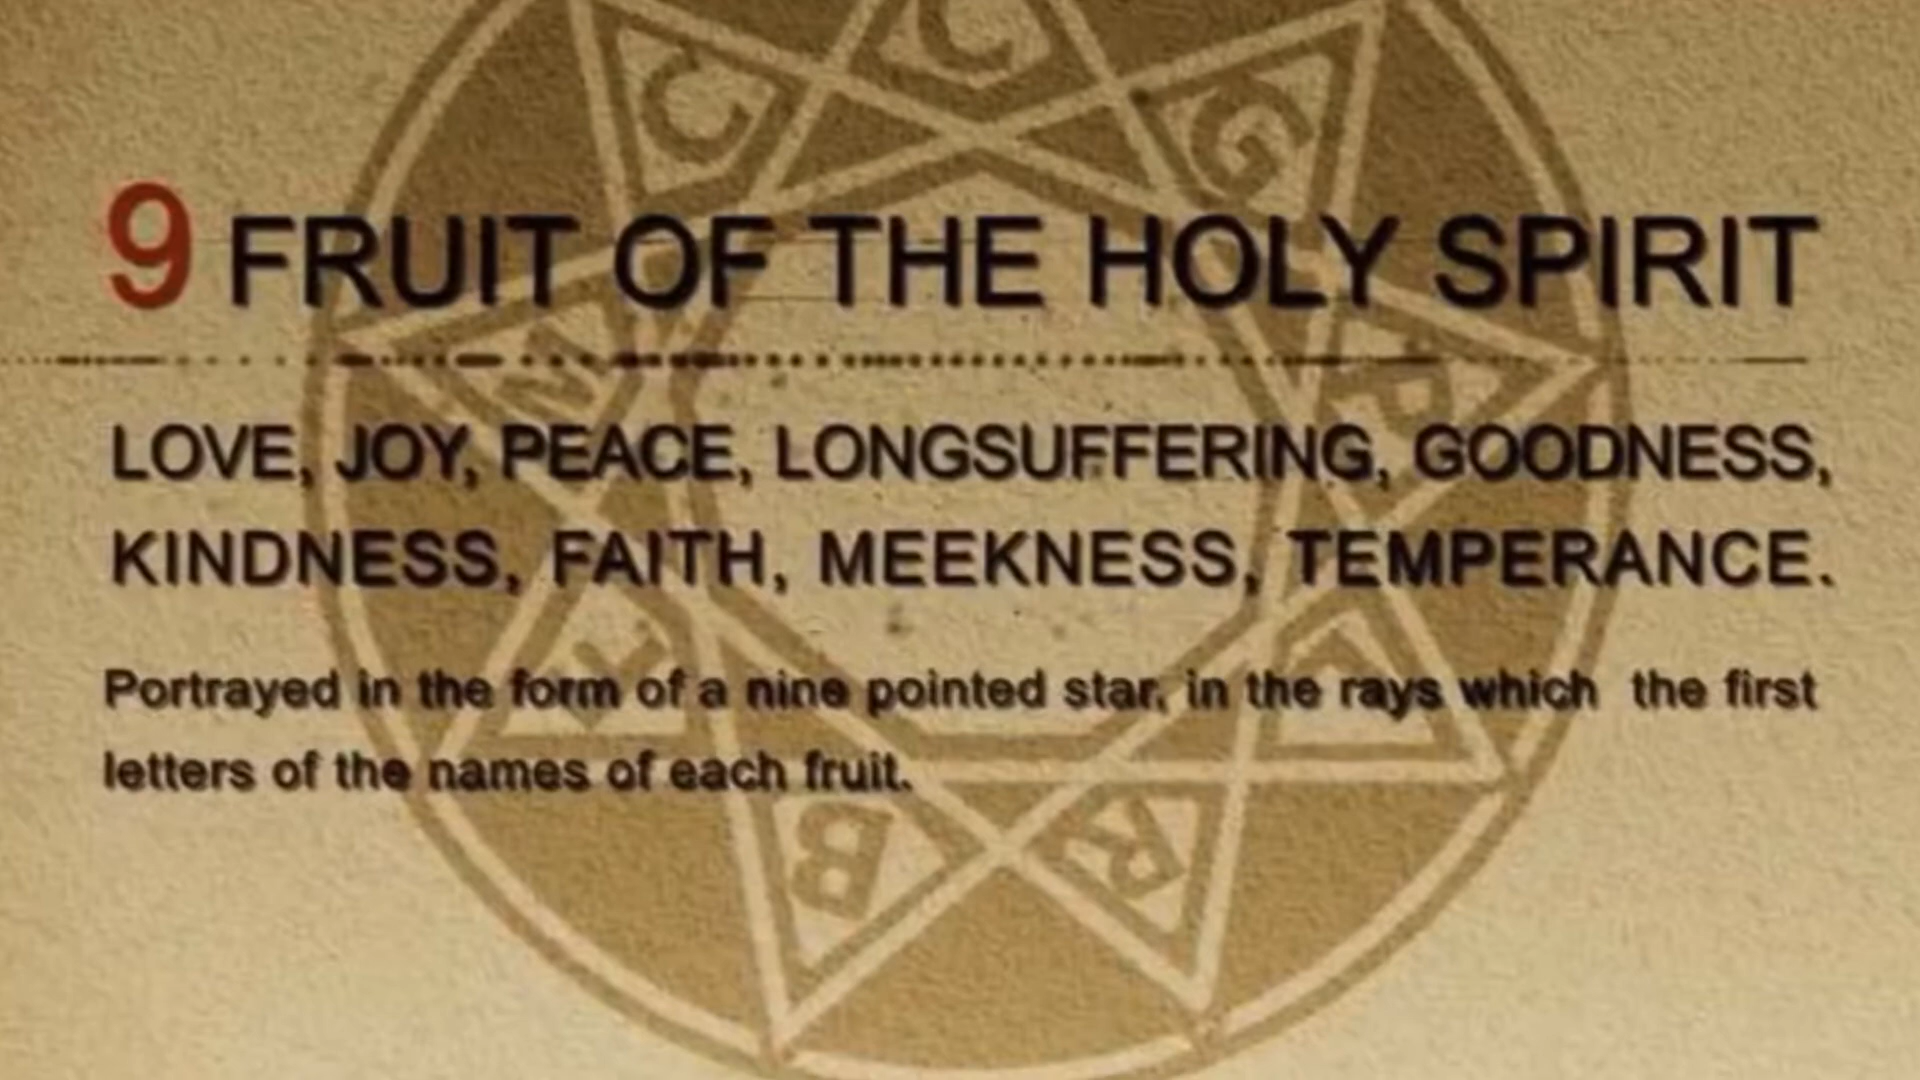 9 FRUIT OF THE HOLY SPIRIT
LOVE, JOY, PEACE, LONGSUFFERING, GOODNESS,
KINDNESS, FAITH, MEEKNESS, TEMPERANCE.
Portrayed in the form of a nine pointed star, in the rays which the first
letters of the names of each fruit.